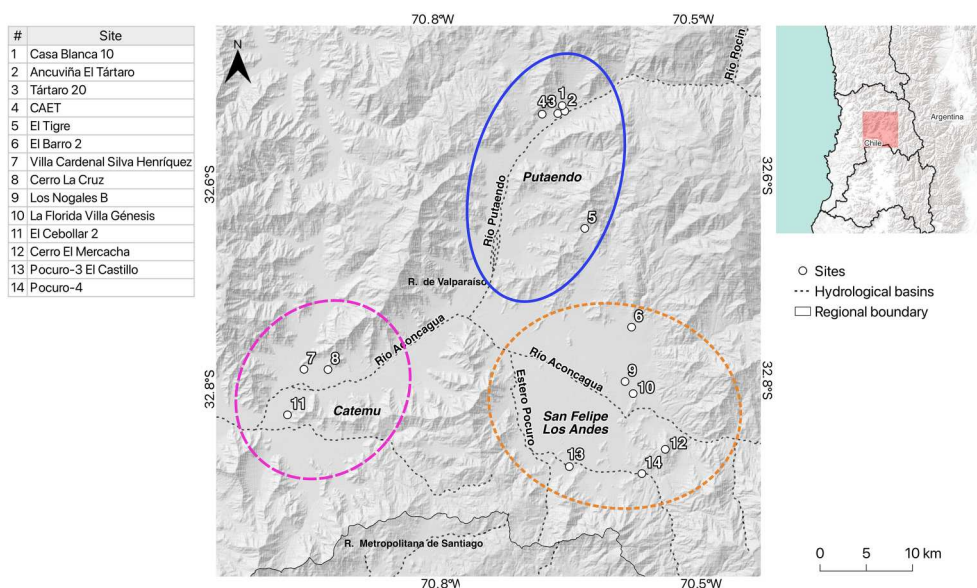 # Site
1 Casa Blanca 10
2 Ancuviña El Tártaro
3 Tártaro 20
4 CAET
5 El Tigre
6 El Barro 2
7 Villa Cardenal Silva Henríquez
8 Cerro La Cruz
9 Los Nogales B
10 La Florida Villa Génesis
11 El Cebollar 2
12 Cerro El Mercacha
13 Pocuro-3 El Castillo
14 Pocuro-4
70.8°W
70.5°W
N
Río Rocín
1
43 2
32.6°S
Putaendo
32.6°S
Río Putaendo
5
R. de Valparaíso
6
Río Aconcagua
7 8
Río Aconcagua
9
10
32.8°S
32.8°S
11
Catemu
Estero Pocuro
San Felipe
Los Andes
12
13
14
R. Metropolitana de Santiago
70.8°W
70.5°W
Argentina
Chile
Sites
Hydrological basins
Regional boundary
0 5 10 km